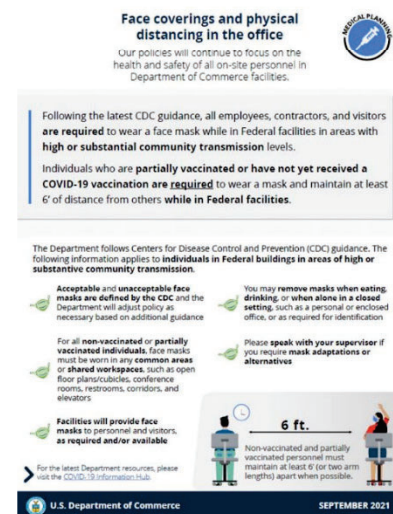 Face coverings and physical
distancing in the office
MEDICAL PLANNING
Our policies will continue to focus on the
health and safety of all on-site personnel in
Department of Commerce facilities.
Following the latest CDC guidance, all employees, contractors, and visitors
are required to wear a face mask while in Federal facilities in areas with
high or substantial community transmission levels.
Individuals who are partially vaccinated or have not yet received a
COVID-19 vaccination are required to wear a mask and maintain at least
6' of distance from others while in Federal facilities.
The Department follows Centers for Disease Control and Prevention (CDC) guidance. The
following information applies to individuals in Federal buildings in areas of high or
substantive community transmission.
Acceptable and unacceptable face
masks are defined by the CDC and the
Department will adjust policy as
necessary based on additional guidance
For all non-vaccinated or partially
vaccinated individuals, face masks
must be worn in any common areas
or shared workspaces, such as open
floor plans/cubicles, conference
rooms, restrooms, corridors, and
elevators
Facilities will provide face
masks to personnel and visitors,
as required and/or available
For the latest Department resources, please
visit the COVID-19 Information Hub.
You may remove masks when eating,
drinking, or when alone in a closed
setting, such as a personal or enclosed
office, or as required for identification
Please speak with your supervisor if
you require mask adaptations or
alternatives
6 ft.
Non-vaccinated and partially
vaccinated personnel must
maintain at least 6' (or two arm
lengths) apart when possible.
U.S. Department of Commerce
SEPTEMBER 2021